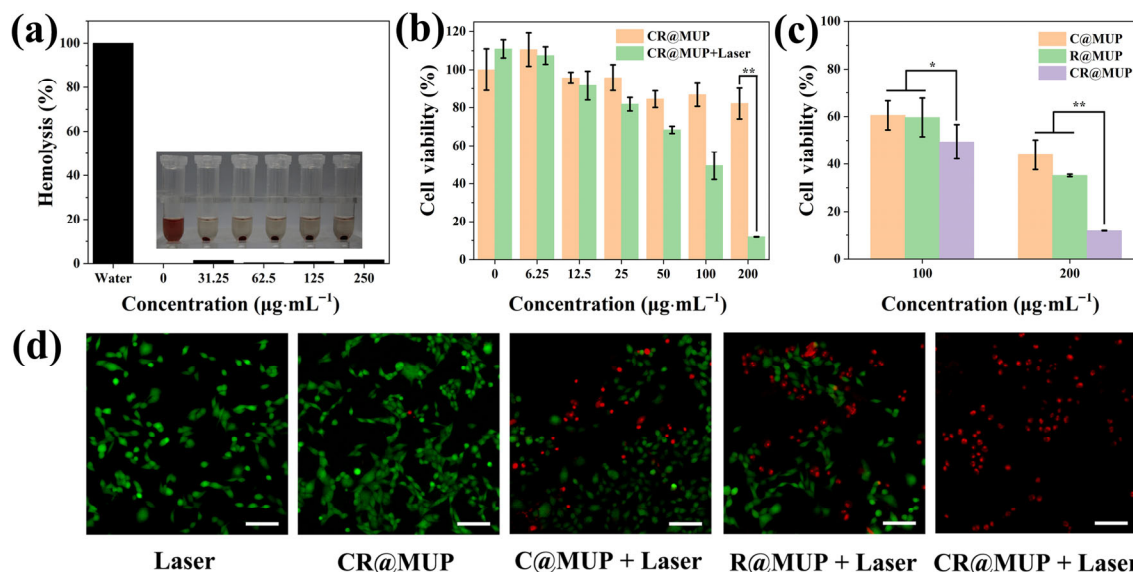 (a)
Hemolysis (%)
100
80
60
40
20
0
Water 0 31.25 62.5 125 250
Concentration (μg·mL⁻¹)
(b)
Cell viability (%)
120
100
80
60
40
20
0
CR@MUP
CR@MUP+Laser
**
0 6.25 12.5 25 50 100 200
Concentration (μg·mL⁻¹)
(c)
Cell viability (%)
100
80
60
40
20
0
C@MUP
R@MUP
CR@MUP
*
**
100 200
Concentration (μg·mL⁻¹)
(d)
Laser
CR@MUP
C@MUP + Laser
R@MUP + Laser
CR@MUP + Laser